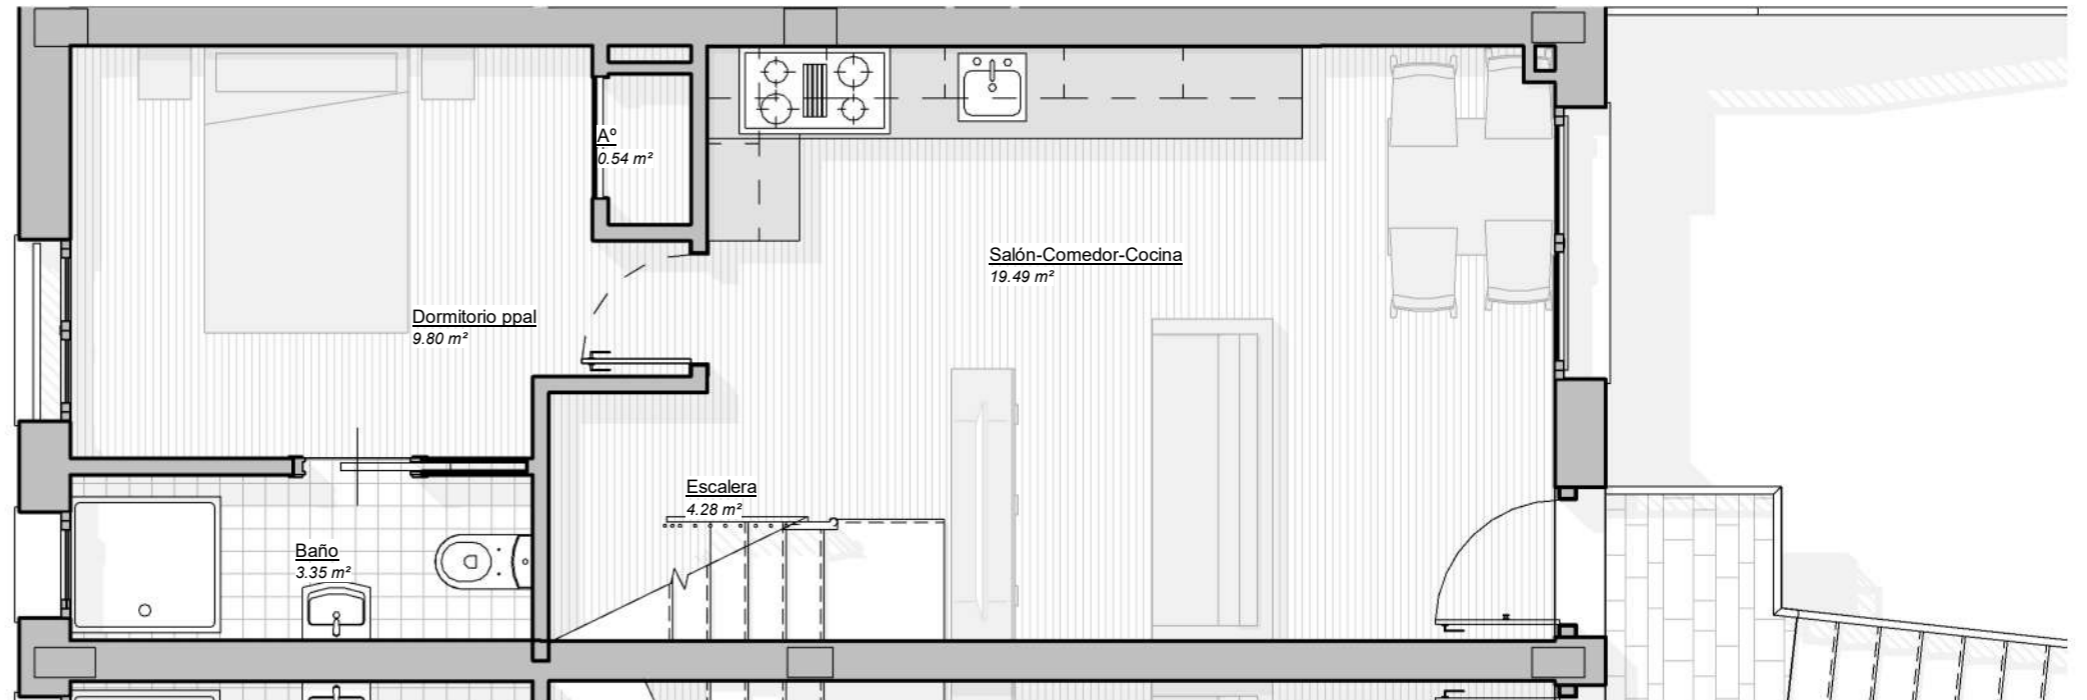 Aº
0.54 m²
Salón-Comedor-Cocina
19.49 m²
Dormitorio ppal
9.80 m²
Escalera
4.28 m²
Baño
3.35 m²